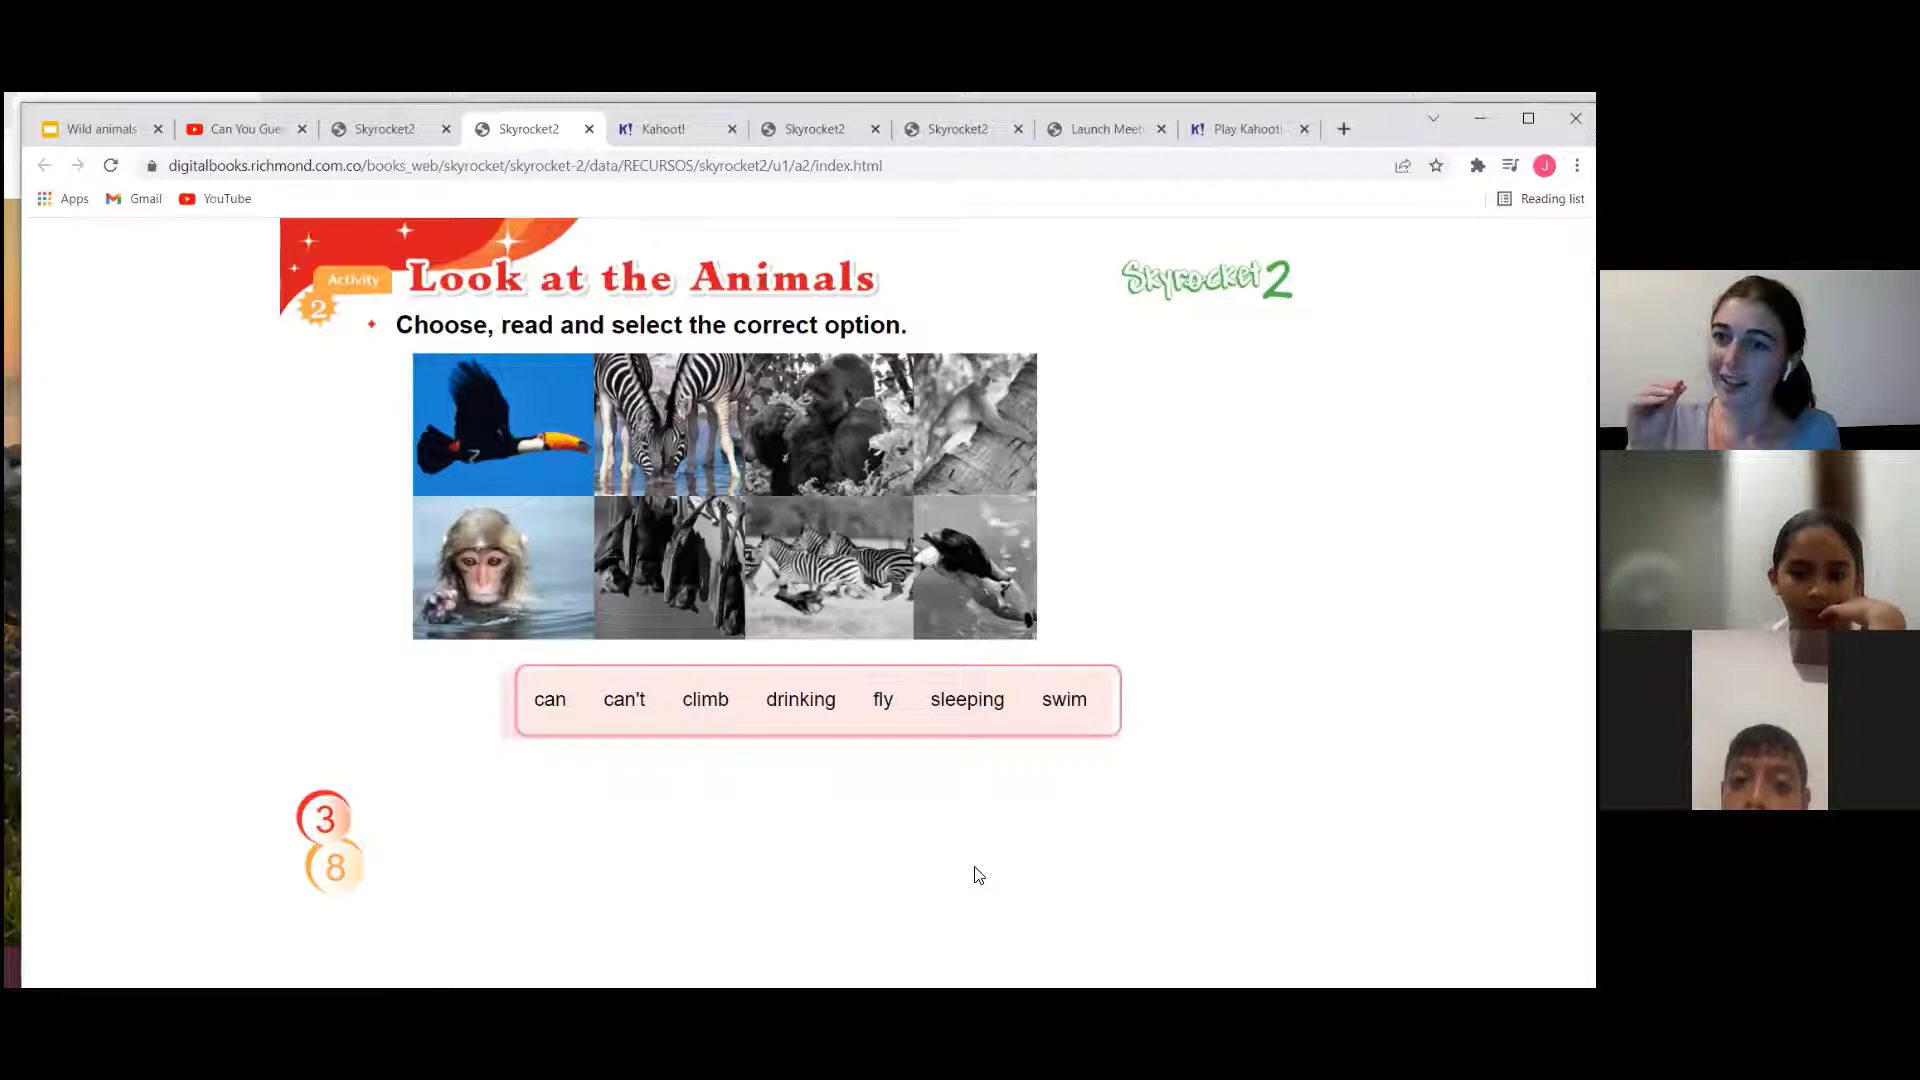 Wild animals
Can You Gue
Skyrocket2
Skyrocket2
Kahoot!
Skyrocket2
Skyrocket2
Launch Meet
Play Kahoot!
digitalbooks.richmond.com.co/books_web/skyrocket/skyrocket-2/data/RECURSOS/skyrocket2/u1/a2/index.html
J
Apps
Gmail
YouTube
Reading list
Activity
2
Look at the Animals
Skyrocket 2
Choose, read and select the correct option.
can can't climb drinking fly sleeping swim
3
8